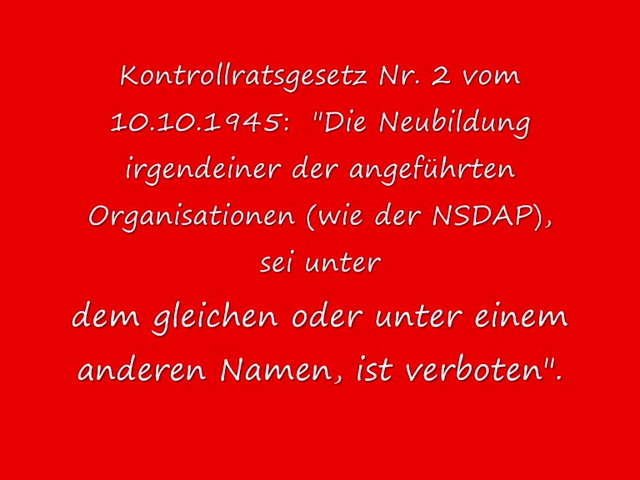 Kontrollratsgesetz Nr. 2 vom
10.10.1945:  "Die Neubildung
irgendeiner der angeführten
Organisationen (wie der NSDAP),
sei unter
dem gleichen oder unter einem
anderen Namen, ist verboten".